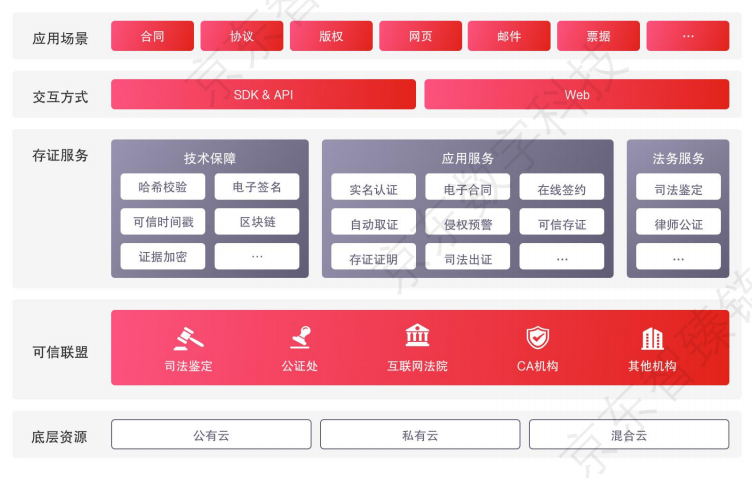 应用场景
合同
协议
版权
网页
邮件
票据
...
交互方式
SDK & API
Web
存证服务
技术保障
哈希校验
电子签名
可信时间戳
区块链
证据加密
...
应用服务
实名认证
电子合同
在线签约
自动取证
侵权预警
可信存证
存证证明
司法出证
...
法务服务
司法鉴定
律师公证
...
可信联盟
司法鉴定
公证处
互联网法院
CA机构
其他机构
底层资源
公有云
私有云
混合云
京东数字科技
京东智臻链